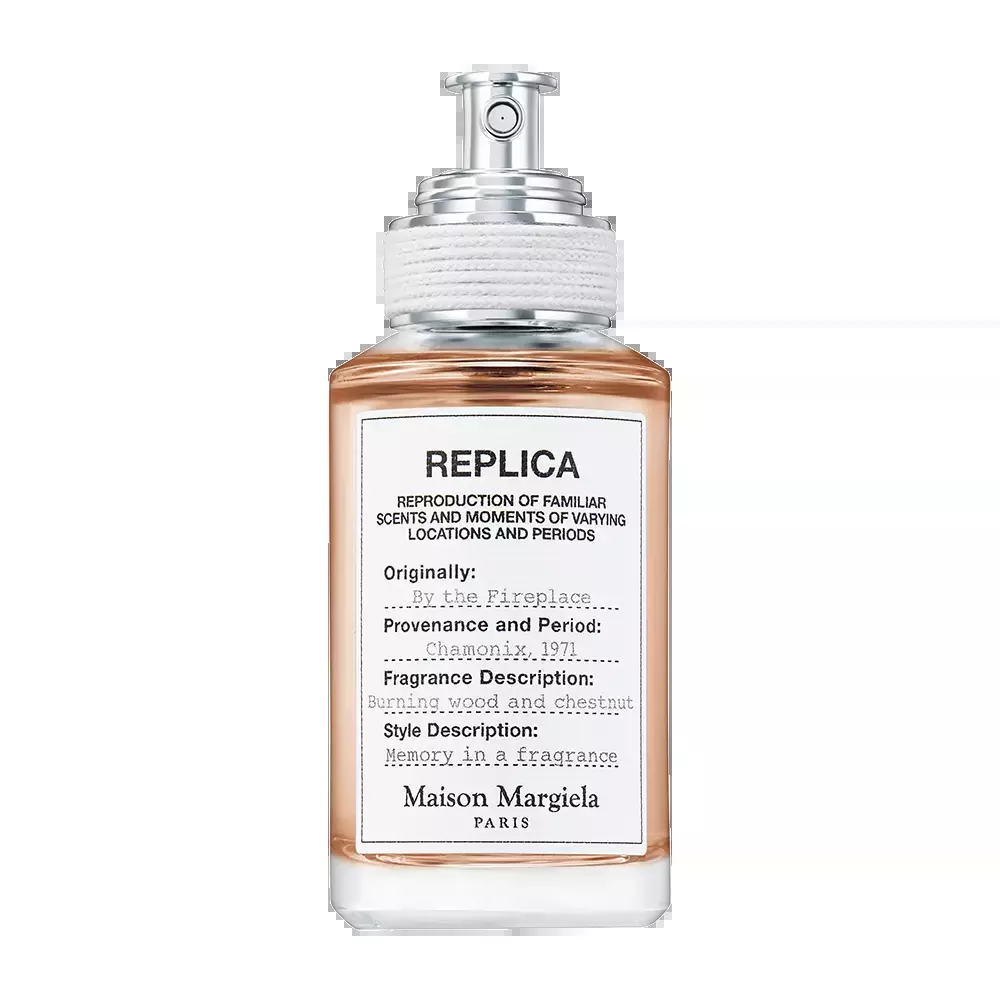 REPLICA
REPRODUCTION OF FAMILIAR
SCENTS AND MOMENTS OF VARYING
LOCATIONS AND PERIODS
Originally:
By the Fireplace
Provenance and Period:
Chamonix, 1971
Fragrance Description:
Burning wood and chestnut
Style Description:
Memory in a fragrance
Maison Margiela
PARIS